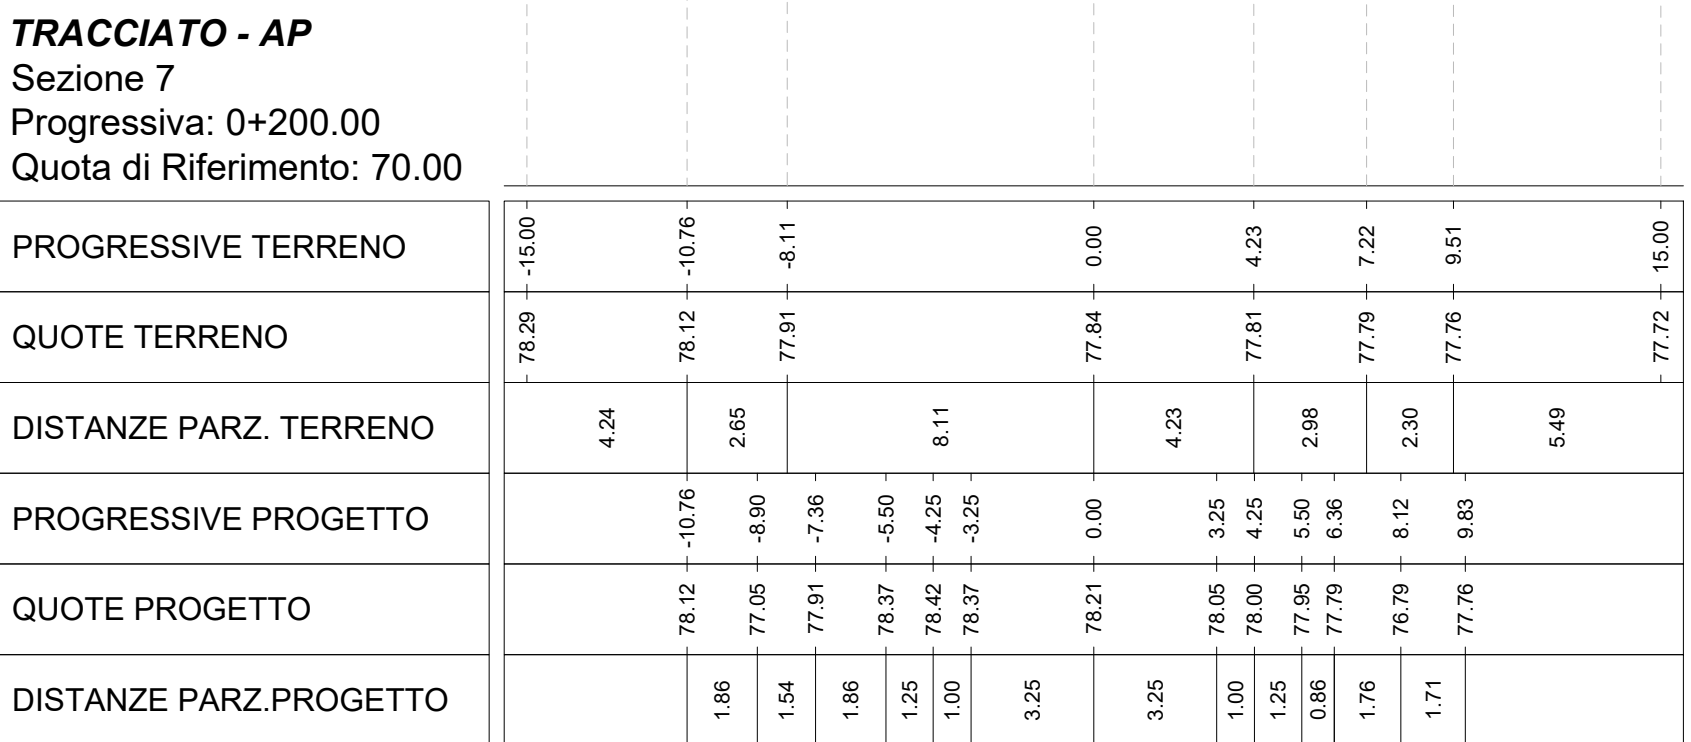 TRACCIATO - AP
Sezione 7
Progressiva: 0+200.00
Quota di Riferimento: 70.00
PROGRESSIVE TERRENO -15.00 -10.76 -8.11 0.00 4.23 7.22 9.51 15.00
QUOTE TERRENO 78.29 78.12 77.91 77.84 77.81 77.79 77.76 77.72
DISTANZE PARZ. TERRENO 4.24 2.65 8.11 4.23 2.98 2.30 5.49
PROGRESSIVE PROGETTO -10.76 -8.90 -7.36 -5.50 -4.25 -3.25 0.00 3.25 4.25 5.50 6.36 8.12 9.83
QUOTE PROGETTO 78.12 77.05 77.91 78.37 78.42 78.37 78.21 78.05 78.00 77.95 77.79 76.79 77.76
DISTANZE PARZ.PROGETTO 1.86 1.54 1.86 1.25 1.00 3.25 3.25 1.00 1.25 0.86 1.76 1.71